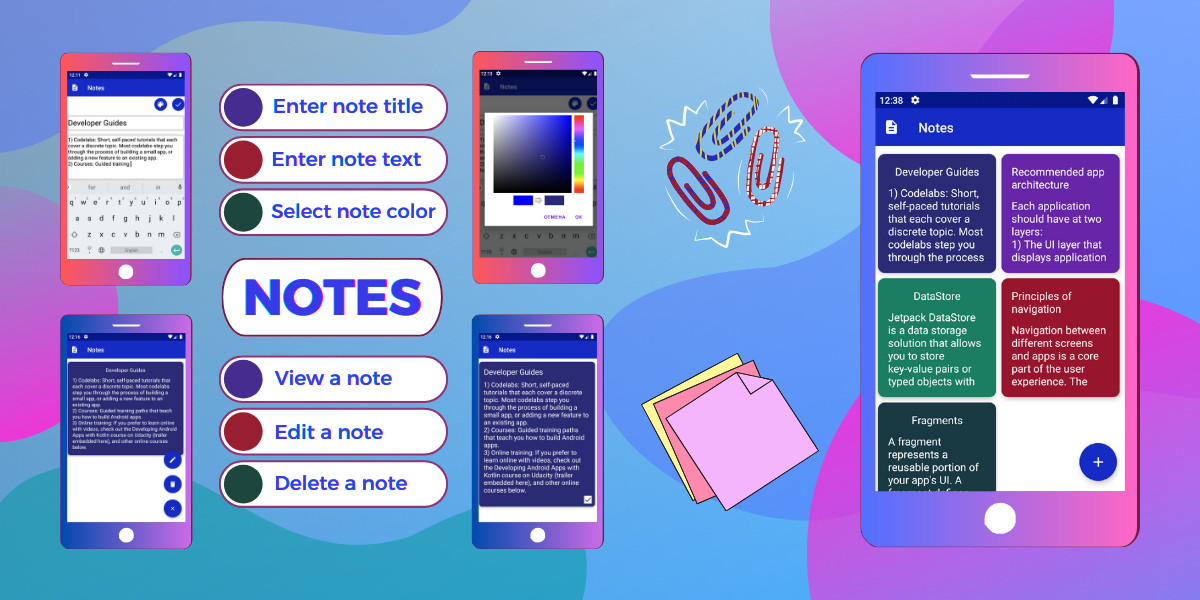 12:11
Notes
Developer Guides
1) Codelabs: Short, self-paced tutorials that each
cover a discrete topic. Most codelabs step you
through the process of building a small app, or
adding a new feature to an existing app.
2) Courses: Guided training
for and in
q w e r t y u i o p
a s d f g h j k l
z x c v b n m
?123 English .
Enter note title
Enter note text
Select note color
NOTES
View a note
Edit a note
Delete a note
12:13
Notes
ОТМЕНА OK
z x c v b n m
?123 English .
12:16
Notes
Developer Guides
1) Codelabs: Short, self-paced tutorials that
each cover a discrete topic. Most codelabs
step you through the process of building a
small app, or adding a new feature to an
existing app.
2) Courses: Guided training paths that teach
you how to build Android apps.
3) Online training: If you prefer to learn online
with videos, check out the Developing Android
Apps with Kotlin course on Udacity (trailer
embedded here), and other online courses
below.
12:16
Notes
Developer Guides
1) Codelabs: Short, self-paced
tutorials that each cover a discrete
topic. Most codelabs step you
through the process of building a
small app, or adding a new feature to
an existing app.
2) Courses: Guided training paths
that teach you how to build Android
apps.
3) Online training: If you prefer to
learn online with videos, check out
the Developing Android Apps with
Kotlin course on Udacity (trailer
embedded here), and other online
courses below.
12:38
Notes
Developer Guides
1) Codelabs: Short,
self-paced tutorials
that each cover a
discrete topic. Most
codelabs step you
through the process
Recommended app
architecture
Each application
should have at two
layers:
1) The UI layer that
displays application
DataStore
Jetpack DataStore
is a data storage
solution that allows
you to store
key-value pairs or
typed objects with
Principles of
navigation
Navigation between
different screens
and apps is a core
part of the user
experience. The
Fragments
A fragment
represents a
reusable portion of
your app's UI. A